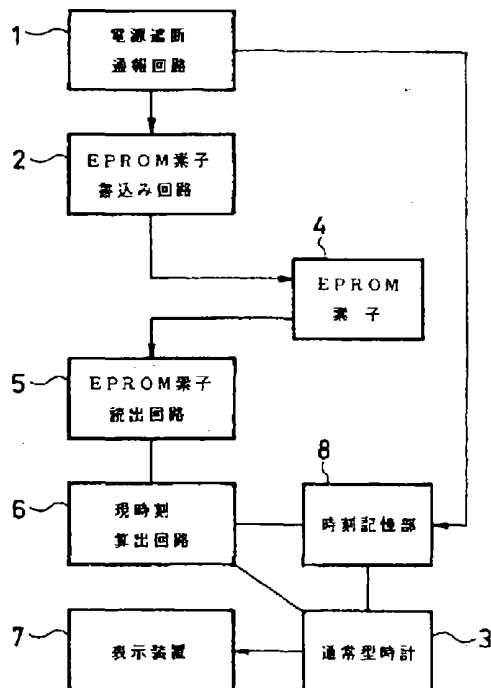 1
電源遮断
通報回路
2
EPROM素子
書込み回路
4
EPROM
素 子
5
EPROM素子
読出回路
8
6
現時刻
算出回路
時刻記憶部
7
表示装置
通常型時計
3